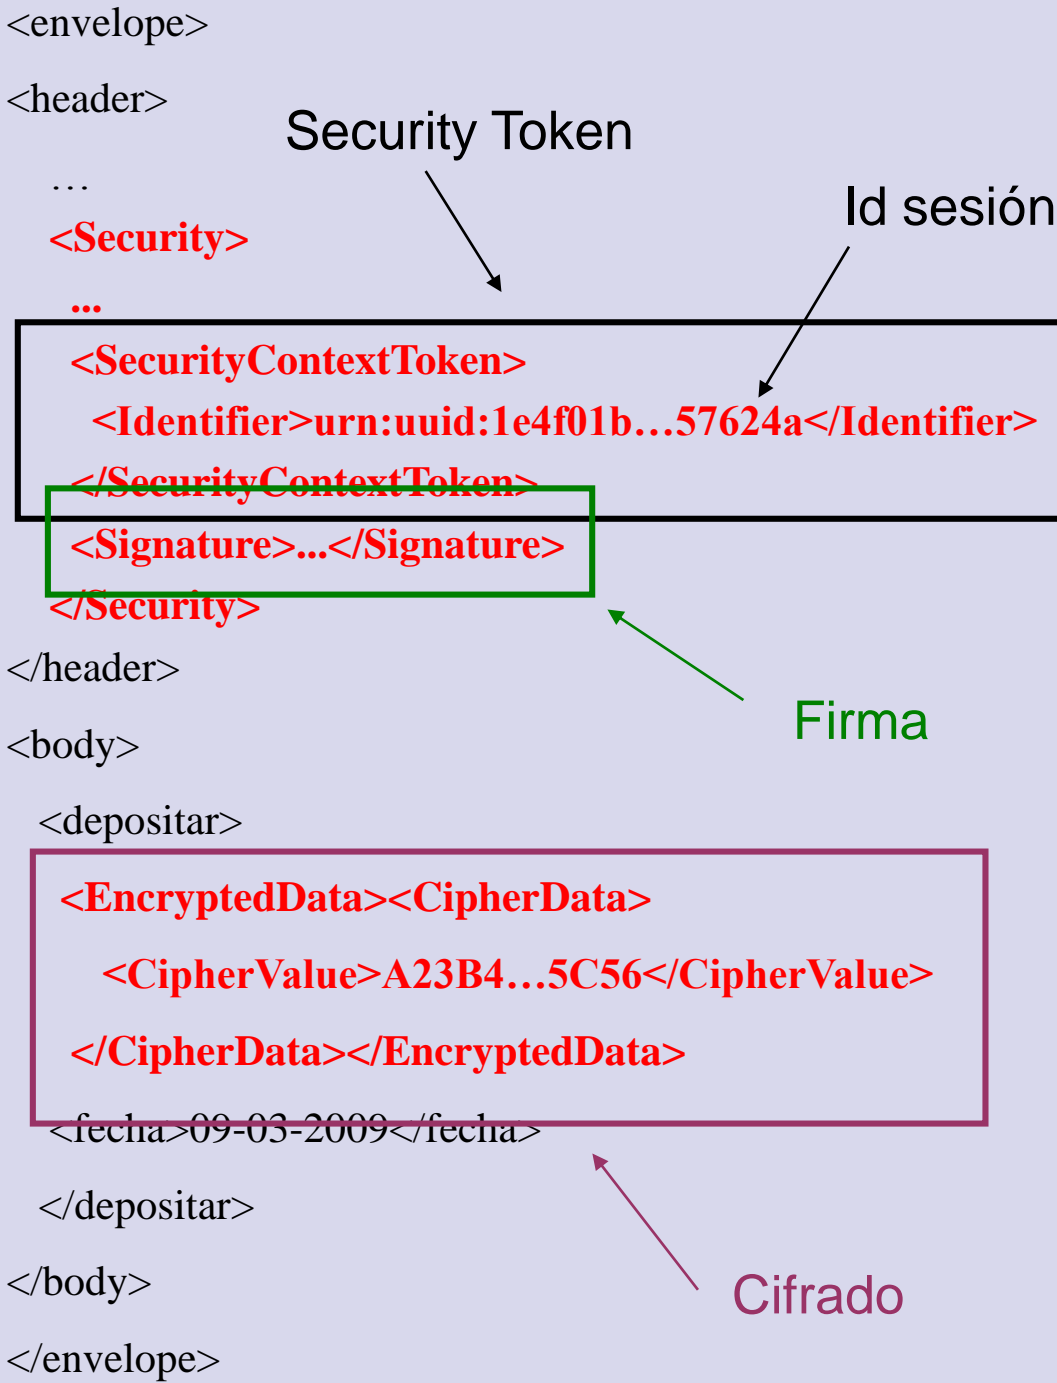 <envelope>
<header>
Security Token
…
Id sesión
<Security>
...
<SecurityContextToken>
<Identifier>urn:uuid:1e4f01b…57624a</Identifier>
</SecurityContextToken>
<Signature>...</Signature>
</Security>
</header>
Firma
<body>
<depositar>
<EncryptedData><CipherData>
<CipherValue>A23B4…5C56</CipherValue>
</CipherData></EncryptedData>
<fecha>09-03-2009</fecha>
</depositar>
</body>
Cifrado
</envelope>